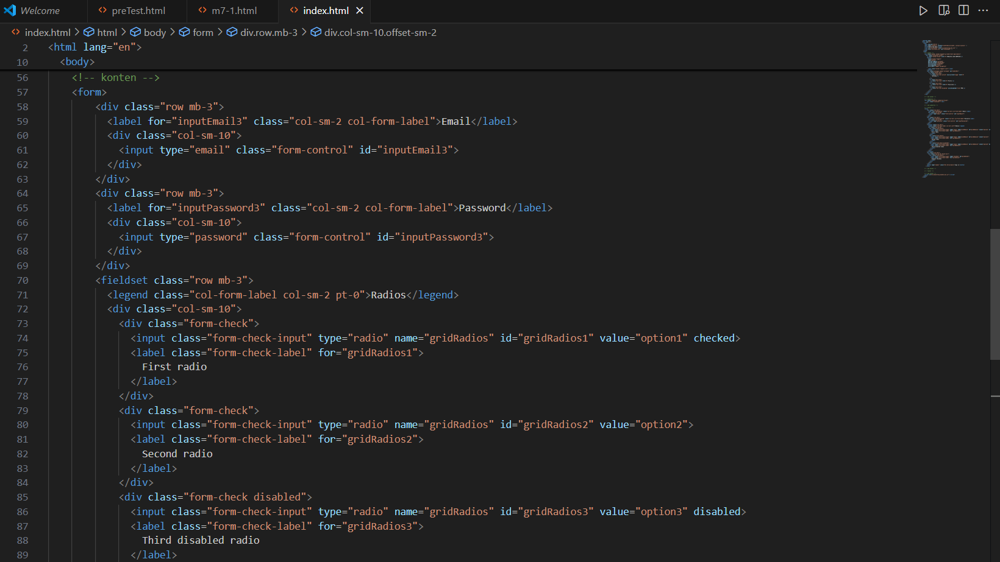 Welcome preTest.html m7-1.html index.html
index.html html body form div.row.mb-3 div.col-sm-10.offset-sm-2
2 <html lang="en">
10 <body>
56 <!-- konten -->
57 <form>
58 <div class="row mb-3">
59 <label for="inputEmail3" class="col-sm-2 col-form-label">Email</label>
60 <div class="col-sm-10">
61 <input type="email" class="form-control" id="inputEmail3">
62 </div>
63 </div>
64 <div class="row mb-3">
65 <label for="inputPassword3" class="col-sm-2 col-form-label">Password</label>
66 <div class="col-sm-10">
67 <input type="password" class="form-control" id="inputPassword3">
68 </div>
69 </div>
70 <fieldset class="row mb-3">
71 <legend class="col-form-label col-sm-2 pt-0">Radios</legend>
72 <div class="col-sm-10">
73 <div class="form-check">
74 <input class="form-check-input" type="radio" name="gridRadios" id="gridRadios1" value="option1" checked>
75 <label class="form-check-label" for="gridRadios1">
76 First radio
77 </label>
78 </div>
79 <div class="form-check">
80 <input class="form-check-input" type="radio" name="gridRadios" id="gridRadios2" value="option2">
81 <label class="form-check-label" for="gridRadios2">
82 Second radio
83 </label>
84 </div>
85 <div class="form-check disabled">
86 <input class="form-check-input" type="radio" name="gridRadios" id="gridRadios3" value="option3" disabled>
87 <label class="form-check-label" for="gridRadios3">
88 Third disabled radio
89 </label>